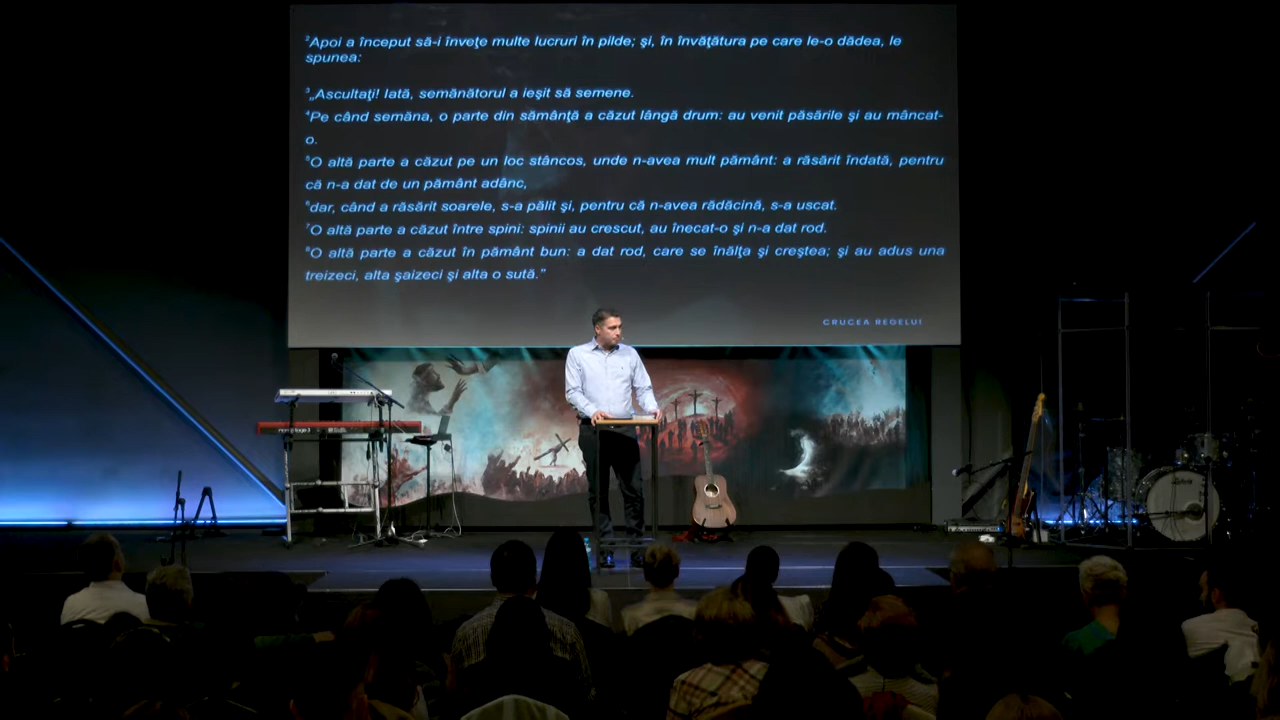 ²Apoi a început să-i înveţe multe lucruri în pilde; şi, în învăţătura pe care le-o dădea, le
spunea:
³„Ascultaţi! Iată, semănătorul a ieşit să semene.
⁴Pe când semăna, o parte din sămânţă a căzut lângă drum: au venit păsările şi au mâncat-
o.
⁵O altă parte a căzut pe un loc stâncos, unde n-avea mult pământ: a răsărit îndată, pentru
că n-a dat de un pământ adânc,
⁶dar, când a răsărit soarele, s-a pălit şi, pentru că n-avea rădăcină, s-a uscat.
⁷O altă parte a căzut între spini: spinii au crescut, au înecat-o şi n-a dat rod.
⁸O altă parte a căzut în pământ bun: a dat rod, care se înălţa şi creştea; şi au adus una
treizeci, alta şaizeci şi alta o sută.”
CRUCEA REGELUI